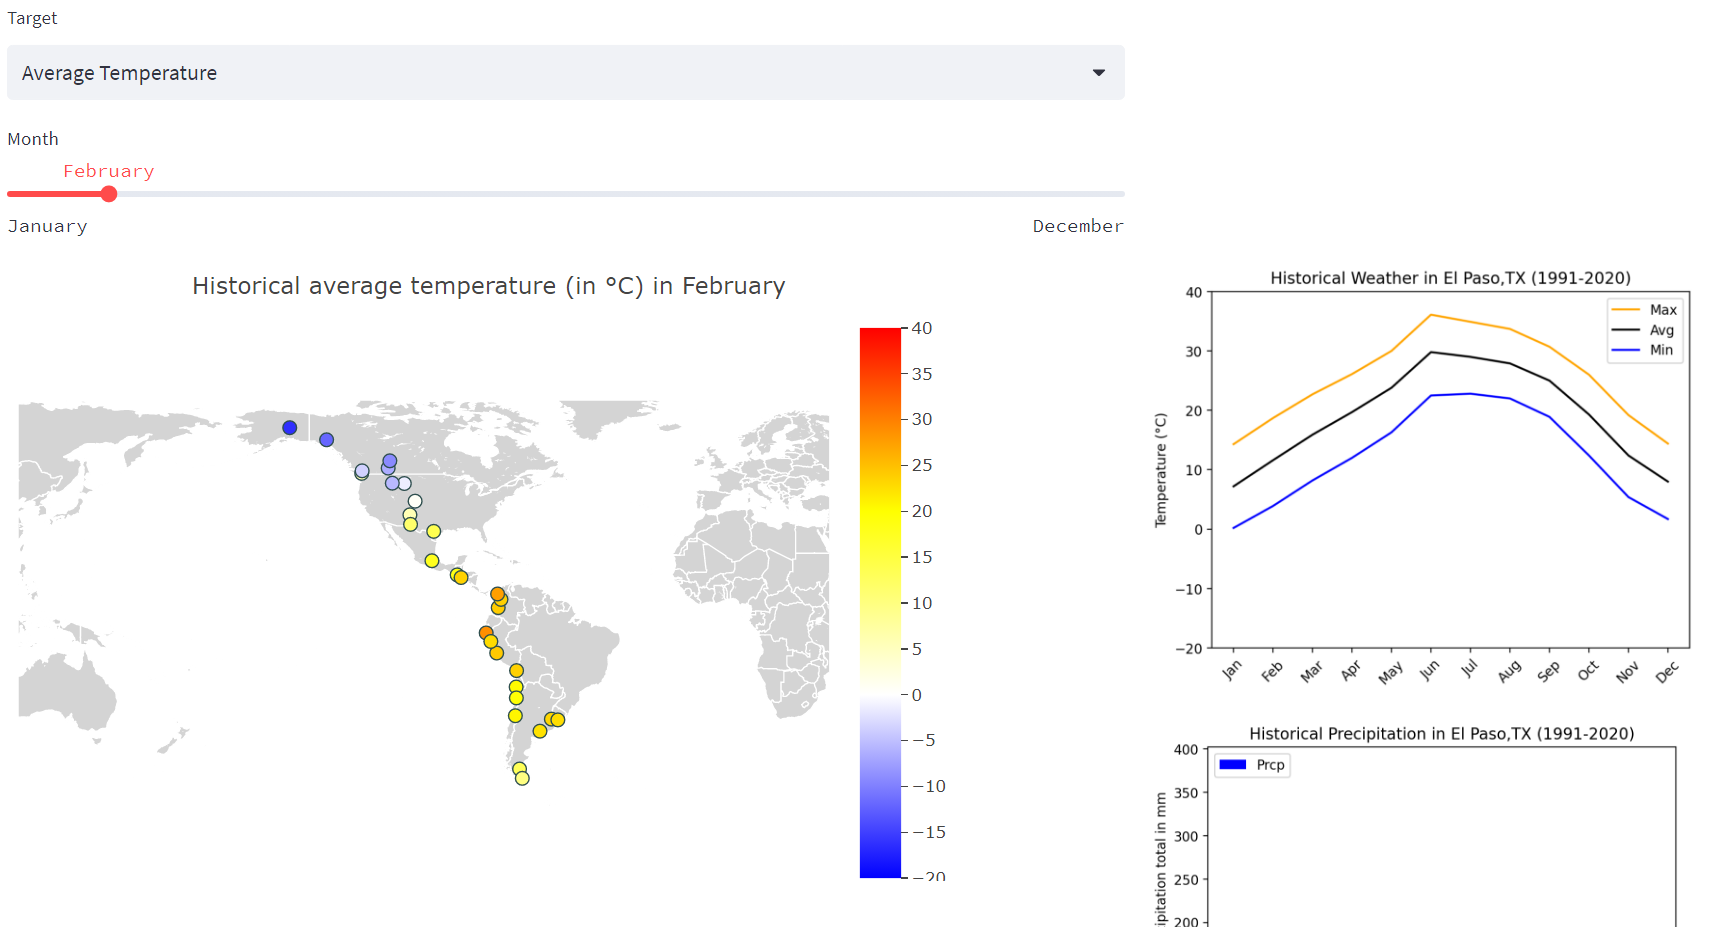 Target
Average Temperature
Month
February
January
December
Historical average temperature (in °C) in February
40
35
30
25
20
15
10
5
0
−5
−10
−15
−20
Historical Weather in El Paso,TX (1991-2020)
Max
Avg
Min
Temperature (°C)
40
30
20
10
0
−10
−20
Jan
Feb
Mar
Apr
May
Jun
Jul
Aug
Sep
Oct
Nov
Dec
Historical Precipitation in El Paso,TX (1991-2020)
Prcp
ipitation total in mm
400
350
300
250
200